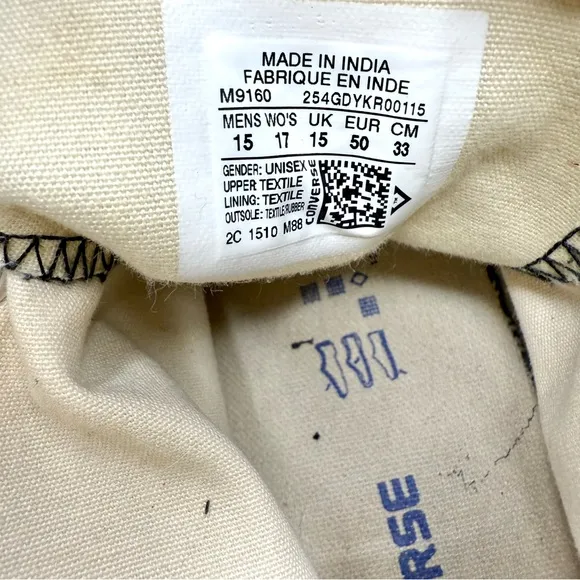 MADE IN INDIA
FABRIQUE EN INDE
M9160 254GDYKR00115
MENS WO'S UK EUR CM
15 17 15 50 33
GENDER: UNISEX
UPPER TEXTILE
LINING: TEXTILE
OUTSOLE: TEXTILE/RUBBER
2C 1510 M88
CONVERSE
RSE